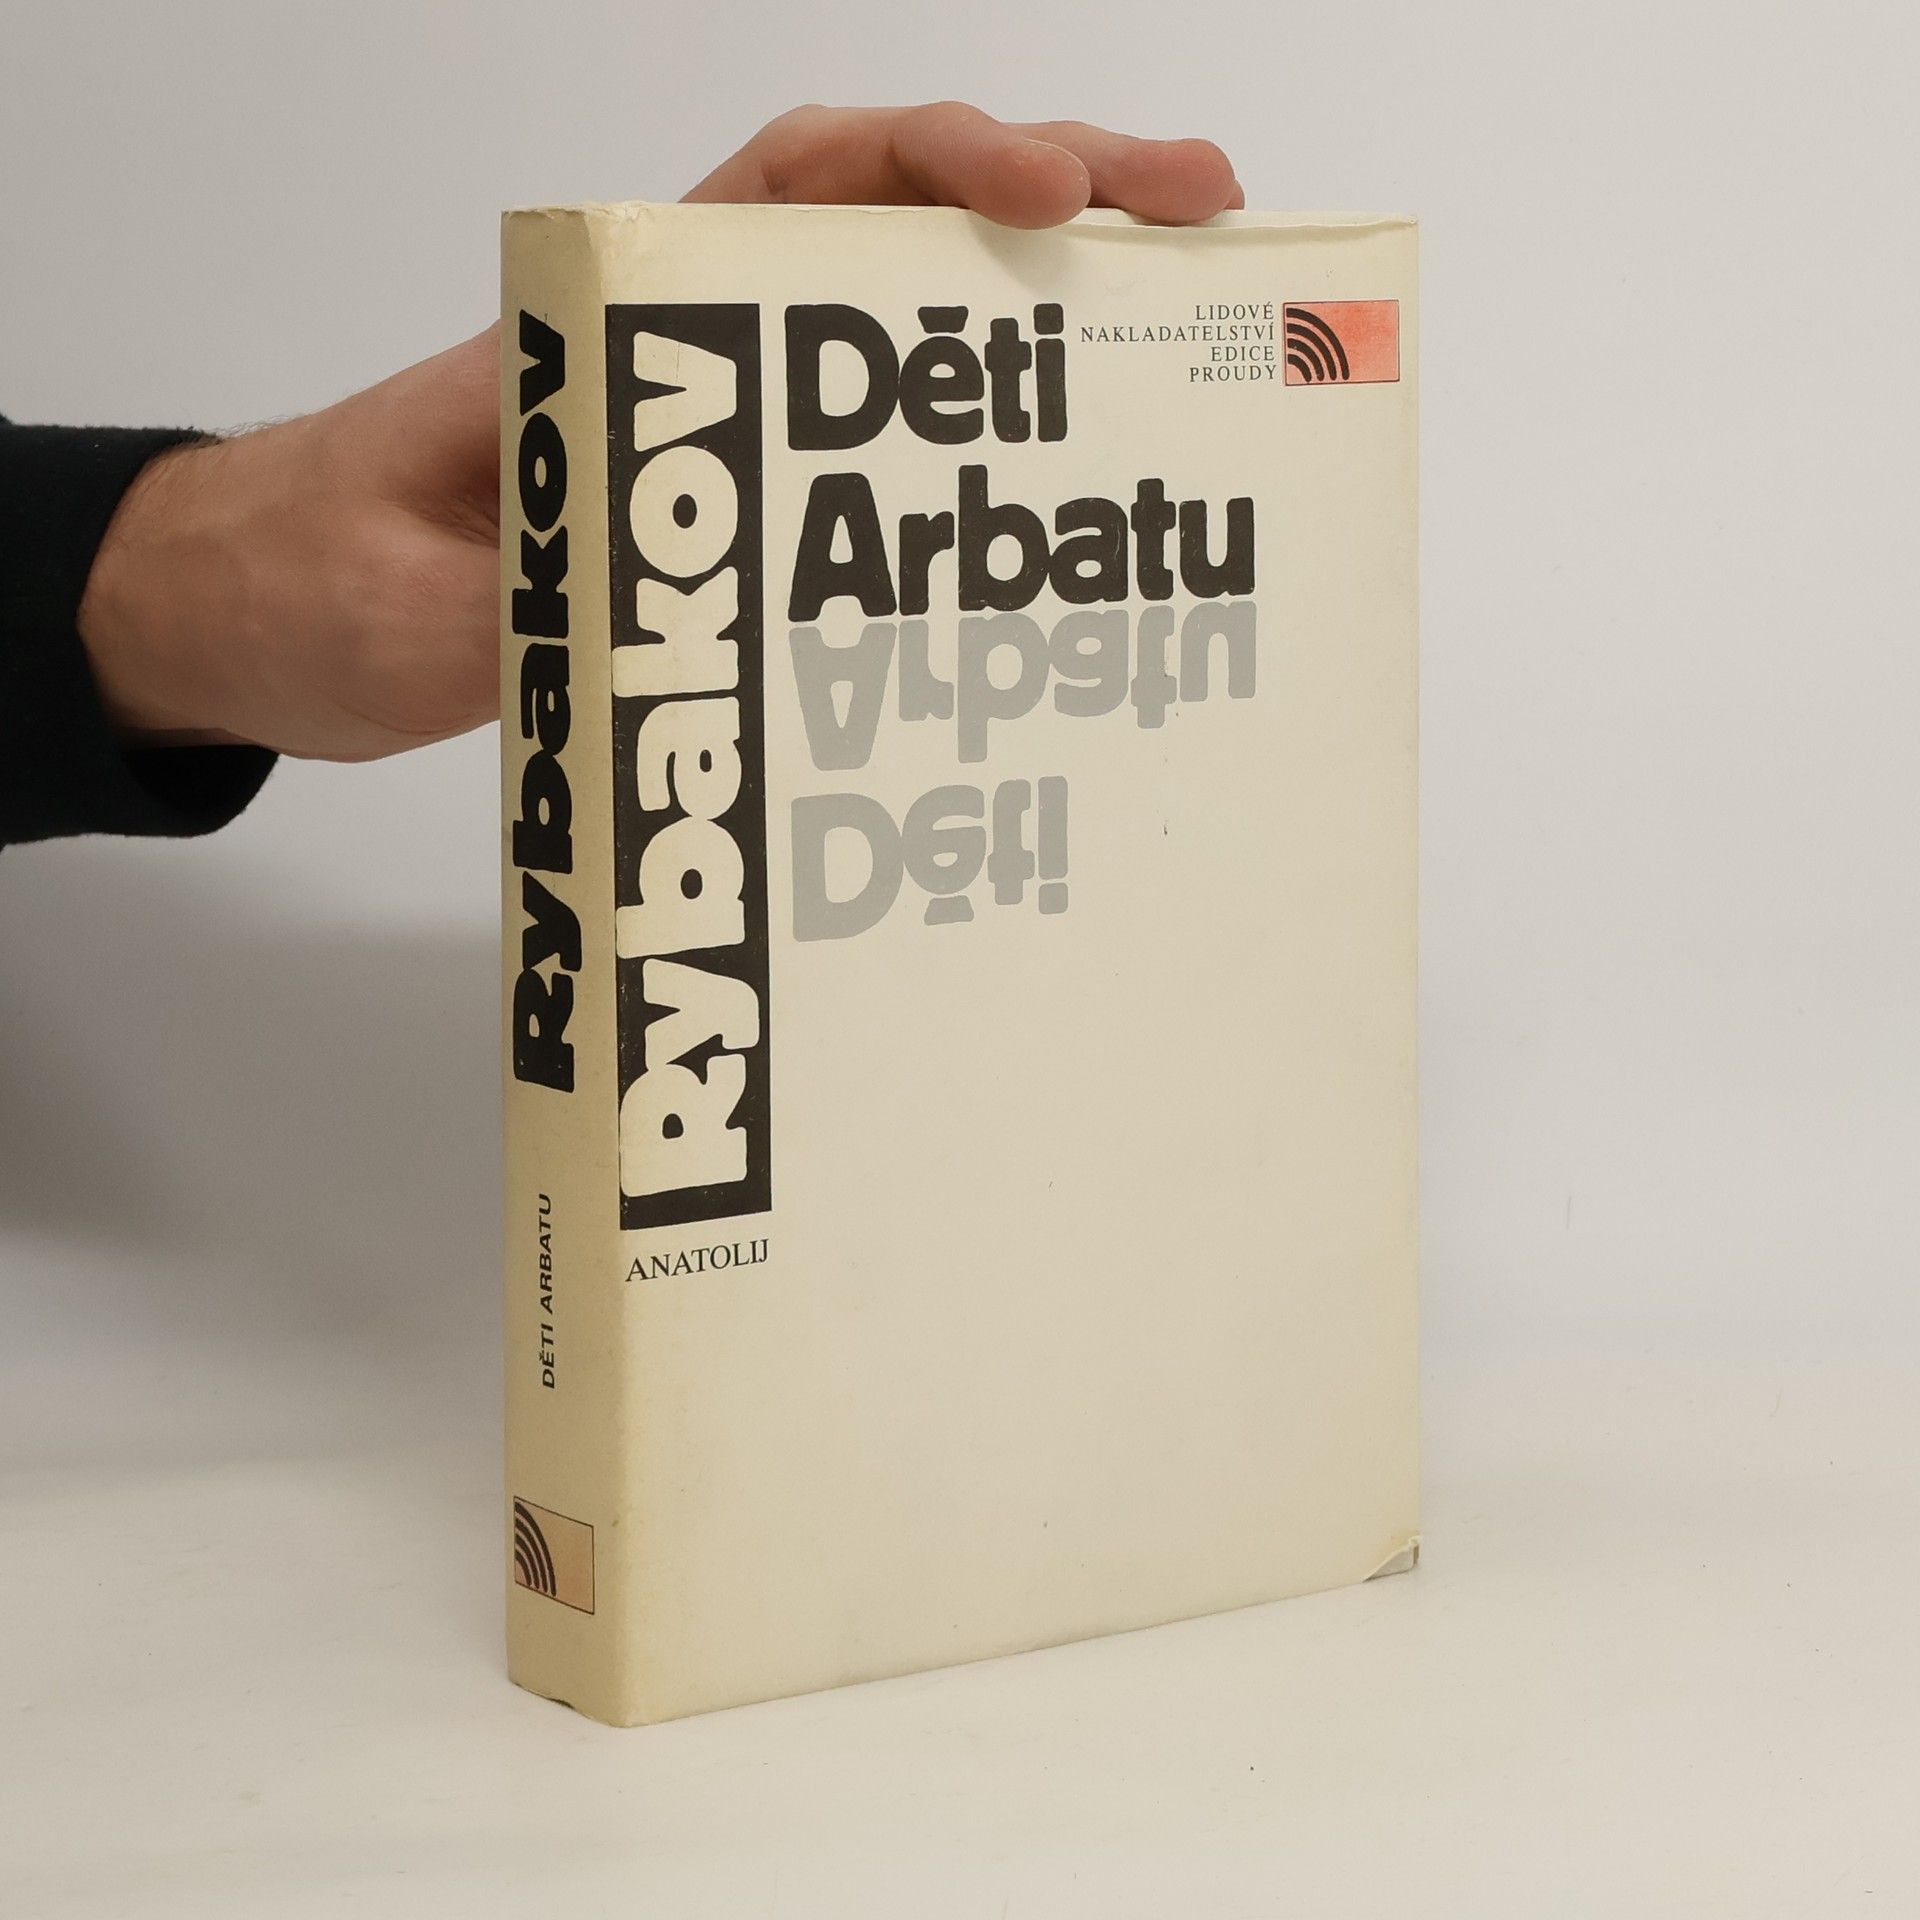 Rybakov
DĚTI ARBATU
Rybakov
ANATOLIJ
Děti
Arbatu
Arbatu
Děti
LIDOVÉ
NAKLADATELSTVÍ
EDICE
PROUDY